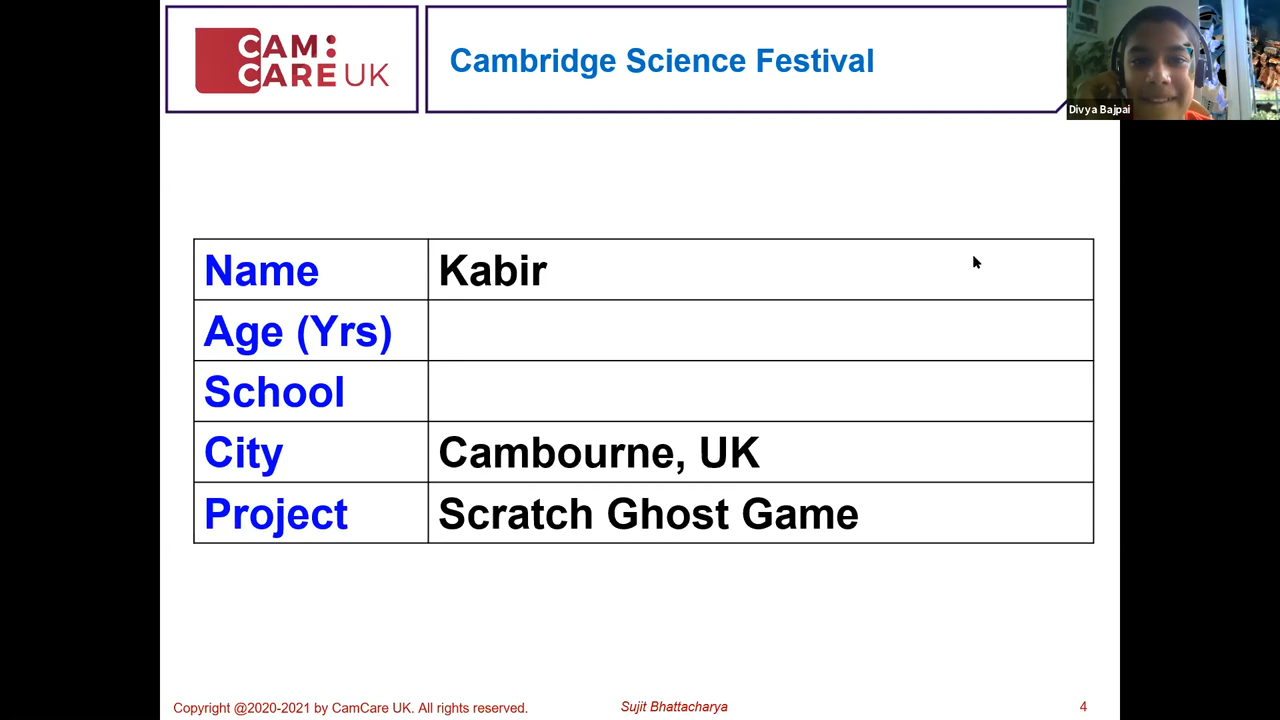 CAM:
CARE UK
Cambridge Science Festival
Divya Bajpai
Name Kabir
Age (Yrs)
School
City Cambourne, UK
Project Scratch Ghost Game
Copyright @2020-2021 by CamCare UK. All rights reserved. Sujit Bhattacharya 4